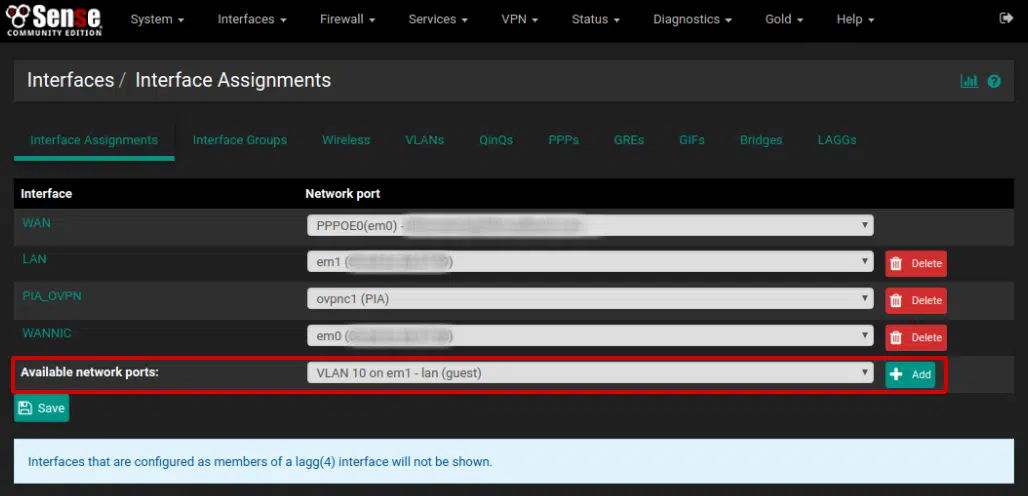 Sense System Interfaces Firewall Services VPN Status Diagnostics Gold Help
COMMUNITY EDITION
Interfaces / Interface Assignments
Interface Assignments Interface Groups Wireless VLANs QinQs PPPs GREs GIFs Bridges LAGGs
Interface Network port
WAN PPPOE0(em0) -
LAN em1 ( ) Delete
PIA_OVPN ovpnc1 (PIA) Delete
WANNIC em0 ( ) Delete
Available network ports: VLAN 10 on em1 - lan (guest) Add
Save
Interfaces that are configured as members of a lagg(4) interface will not be shown.